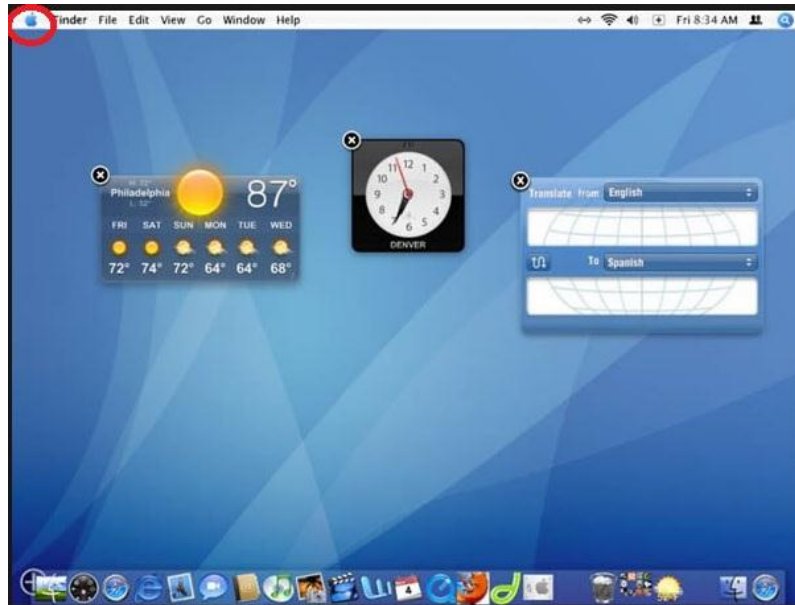 Finder File Edit View Go Window Help Fri 8:34 AM
Philadelphia 87°
FRI SAT SUN MON TUE WED
72° 74° 72° 64° 64° 68°
11 12 1
10 2
9 3
8 4
7 6 5
DENVER
Translate from English
To Spanish
4